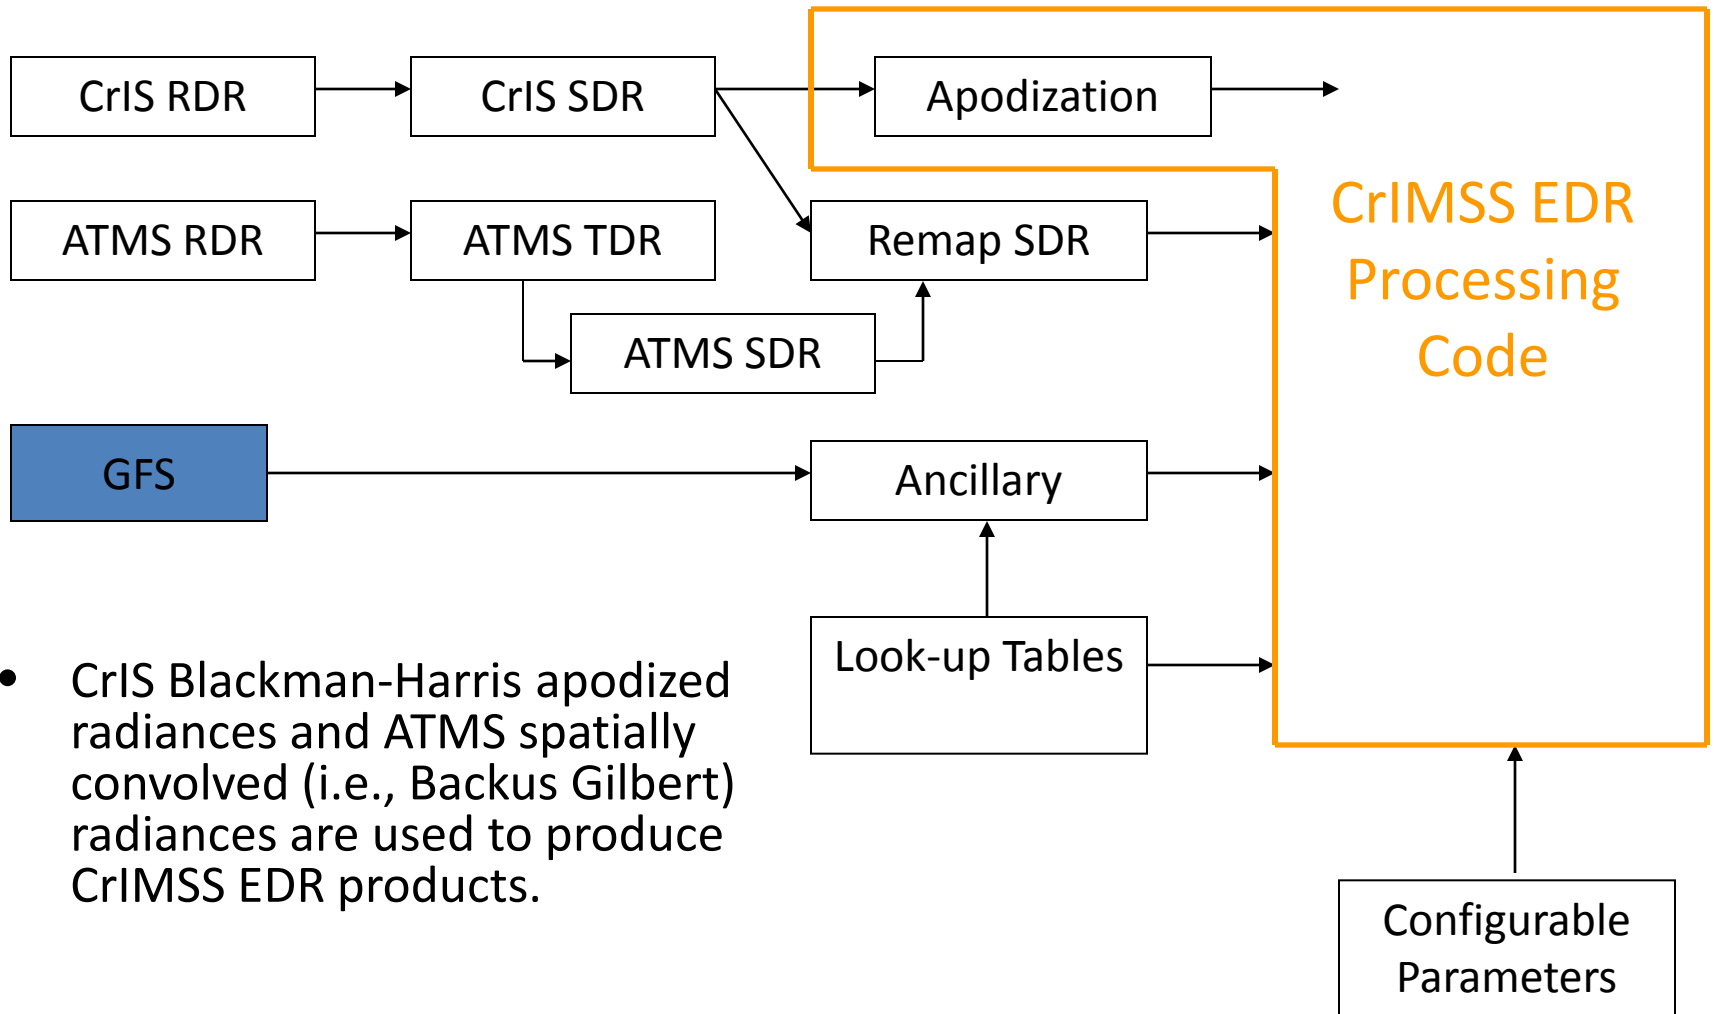 CrIS RDR
CrIS SDR
Apodization
ATMS RDR
ATMS TDR
Remap SDR
ATMS SDR
CrIMSS EDR
Processing
Code
GFS
Ancillary
Look-up Tables
• CrIS Blackman-Harris apodized
radiances and ATMS spatially
convolved (i.e., Backus Gilbert)
radiances are used to produce
CrIMSS EDR products.
Configurable
Parameters